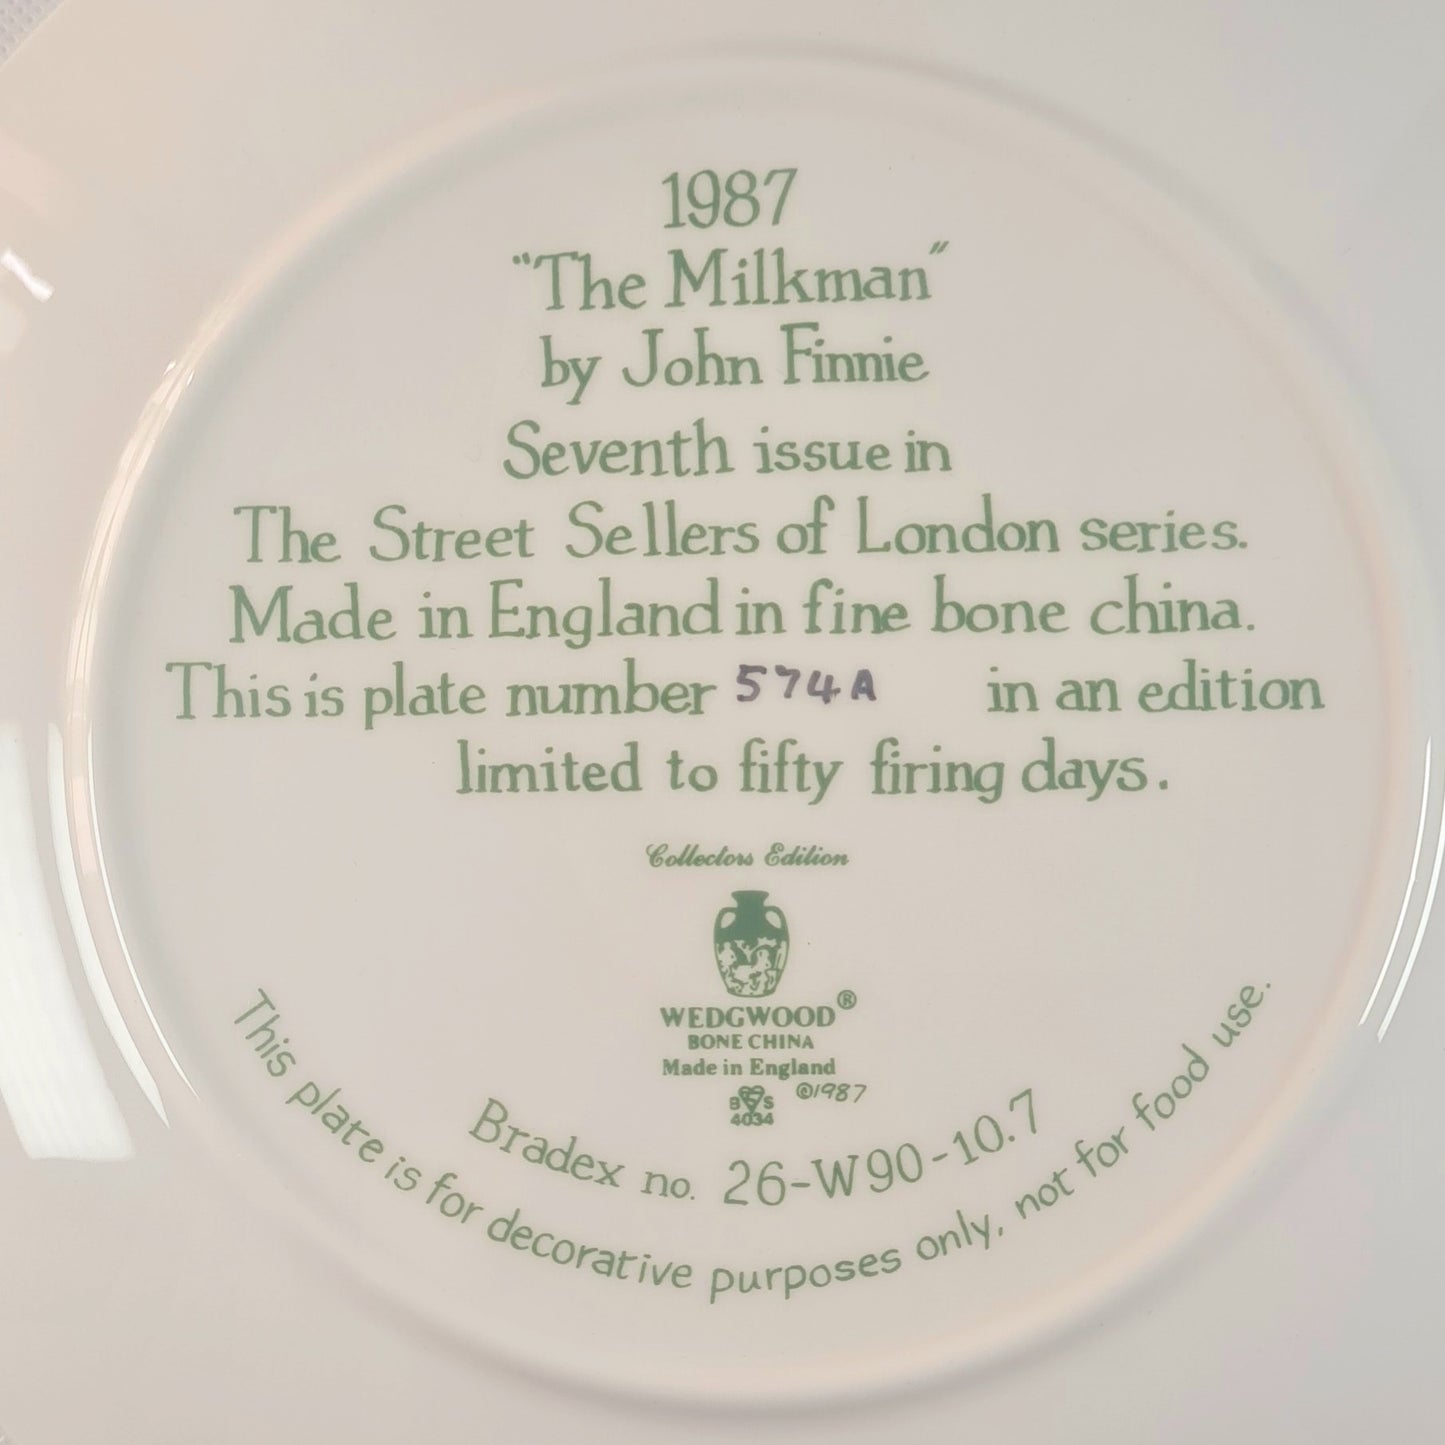 1987
"The Milkman"
by John Finnie
Seventh issue in
The Street Sellers of London series.
Made in England in fine bone china.
This is plate number 574A in an edition
limited to fifty firing days.
Collectors Edition
WEDGWOOD®
BONE CHINA
Made in England
©1987
B S
4034
Bradex no. 26-W90-10.7
This plate is for decorative purposes only, not for food use.